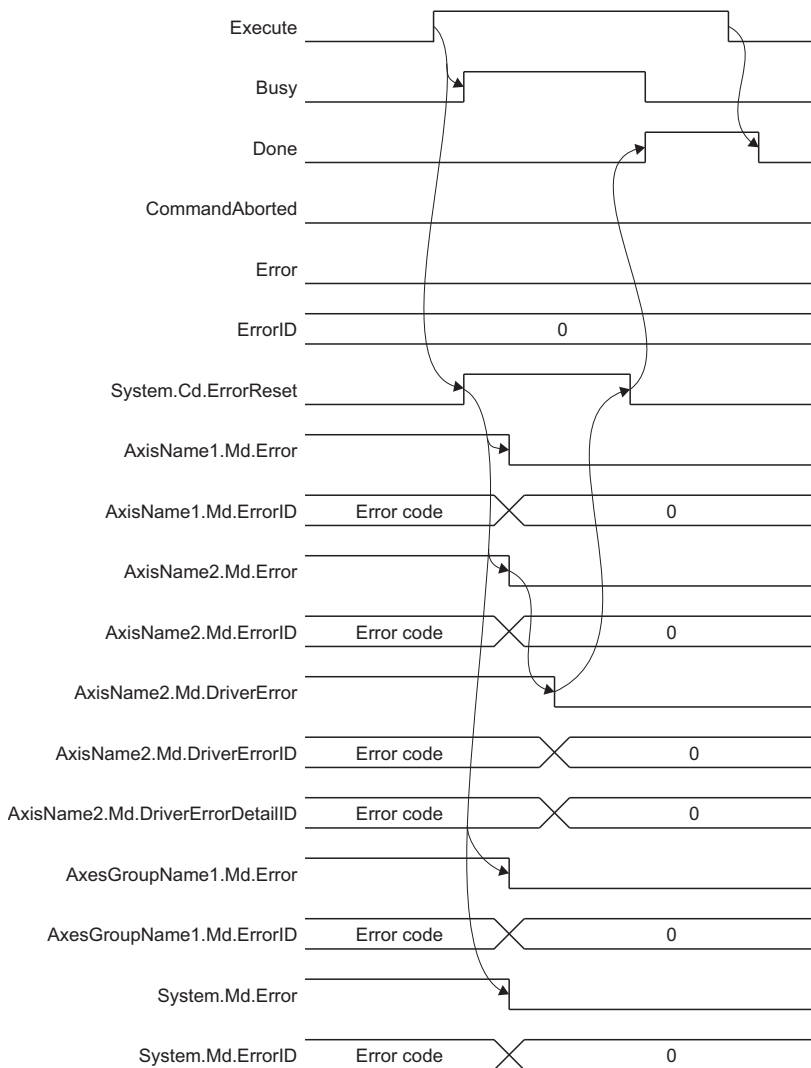 Execute
Busy
Done
CommandAborted
Error
ErrorID 0
System.Cd.ErrorReset
AxisName1.Md.Error
AxisName1.Md.ErrorID Error code 0
AxisName2.Md.Error
AxisName2.Md.ErrorID Error code 0
AxisName2.Md.DriverError
AxisName2.Md.DriverErrorID Error code 0
AxisName2.Md.DriverErrorDetailID Error code 0
AxesGroupName1.Md.Error
AxesGroupName1.Md.ErrorID Error code 0
System.Md.Error
System.Md.ErrorID Error code 0